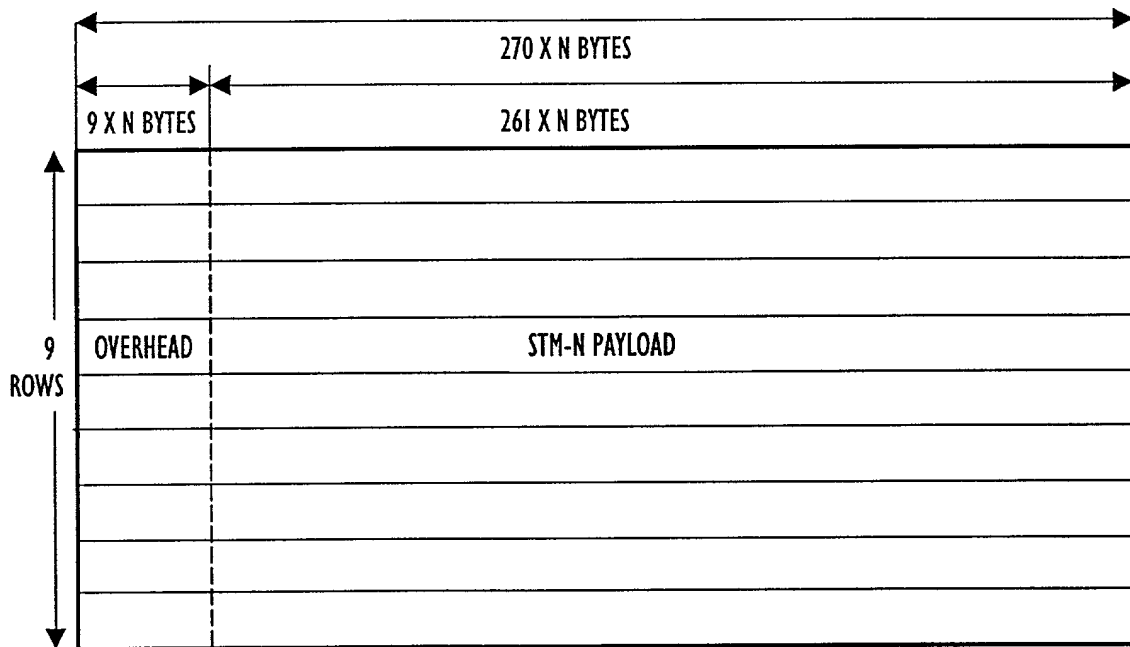 270 X N BYTES
9 X N BYTES
261 X N BYTES
9
ROWS
OVERHEAD
STM-N PAYLOAD